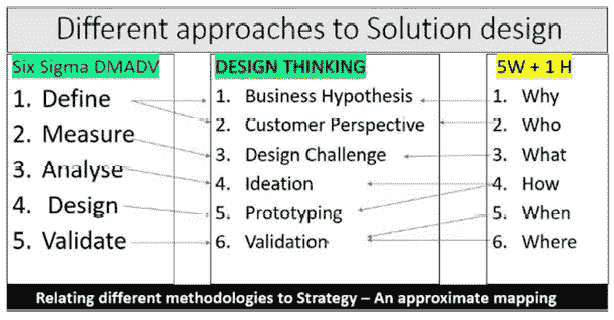 Different approaches to Solution design
Six Sigma DMADV
1. Define
2. Measure
3. Analyse
4. Design
5. Validate
DESIGN THINKING
1. Business Hypothesis
2. Customer Perspective
3. Design Challenge
4. Ideation
5. Prototyping
6. Validation
5W + 1 H
1. Why
2. Who
3. What
4. How
5. When
6. Where
Relating different methodologies to Strategy – An approximate mapping